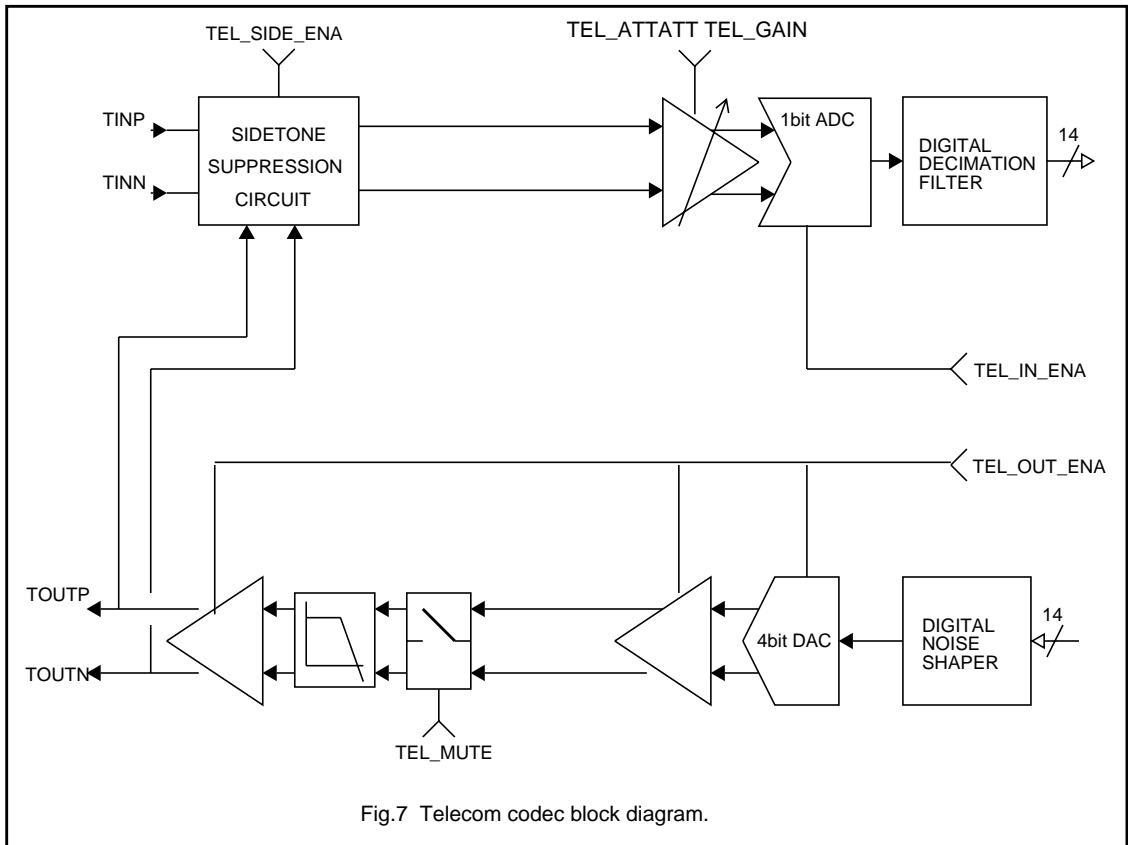 TEL_SIDE_ENA
TEL_ATTATT TEL_GAIN
TINP
TINN
SIDETONE
SUPPRESSION
CIRCUIT
1bit ADC
DIGITAL
DECIMATION
FILTER
14
TEL_IN_ENA
TEL_OUT_ENA
TOUTP
TOUTN
4bit DAC
DIGITAL
NOISE
SHAPER
14
TEL_MUTE
Fig.7 Telecom codec block diagram.